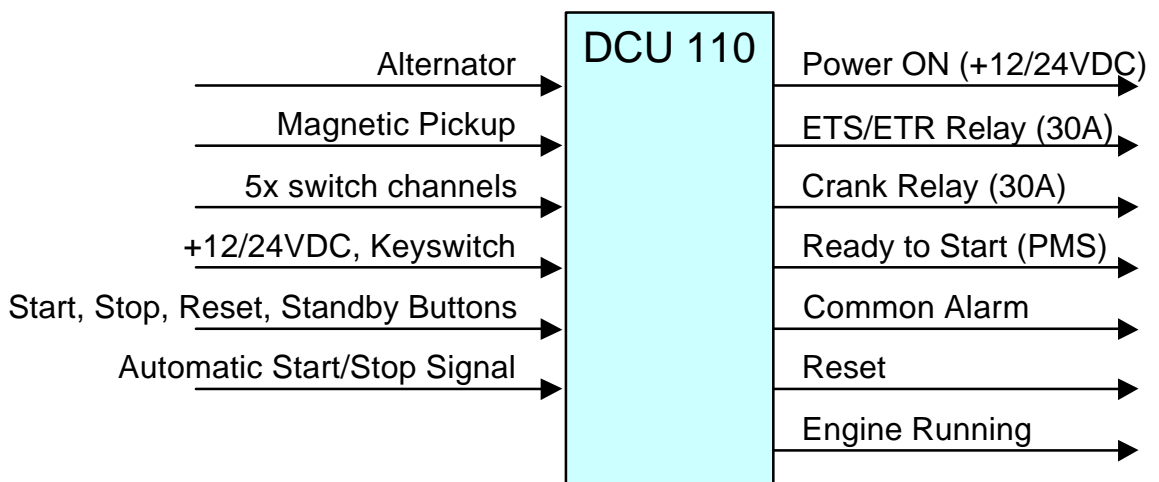 DCU 110
Alternator
Magnetic Pickup
5x switch channels
+12/24VDC, Keyswitch
Start, Stop, Reset, Standby Buttons
Automatic Start/Stop Signal
Power ON (+12/24VDC)
ETS/ETR Relay (30A)
Crank Relay (30A)
Ready to Start (PMS)
Common Alarm
Reset
Engine Running